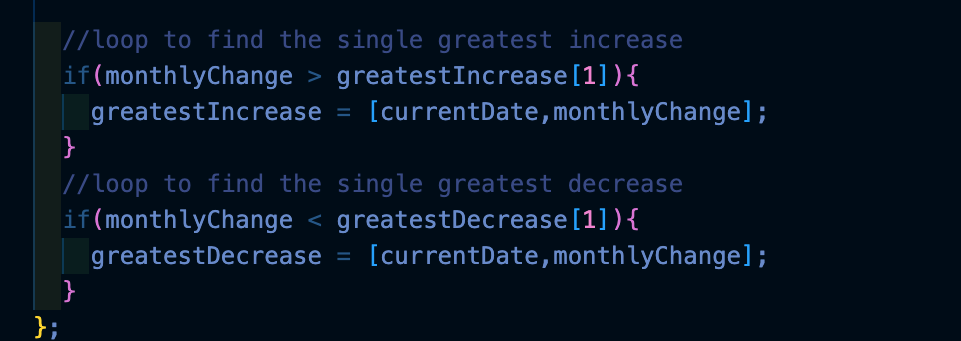 //loop to find the single greatest increase
if(monthlyChange > greatestIncrease[1]){
greatestIncrease = [currentDate,monthlyChange];
}
//loop to find the single greatest decrease
if(monthlyChange < greatestDecrease[1]){
greatestDecrease = [currentDate,monthlyChange];
}
};